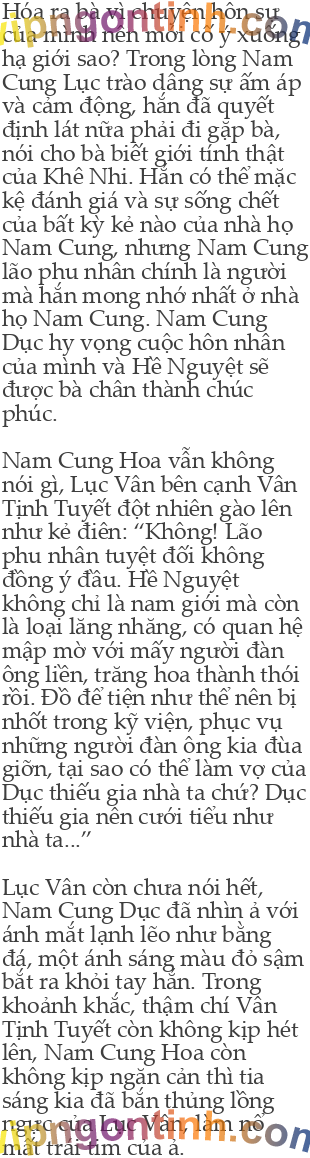 Hóa ra bà vì chuyện hôn sự
của mình nên mới cố ý xuống
hạ giới sao? Trong lòng Nam
Cung Lục trào dâng sự ấm áp
và cảm động, hắn đã quyết
định lát nữa phải đi gặp bà,
nói cho bà biết giới tính thật
của Khê Nhi. Hắn có thể mặc
kệ đánh giá và sự sống chết
của bất kỳ kẻ nào của nhà họ
Nam Cung, nhưng Nam Cung
lão phu nhân chính là người
mà hắn mong nhớ nhất ở nhà
họ Nam Cung. Nam Cung
Dục hy vọng cuộc hôn nhân
của mình và Hề Nguyệt sẽ
được bà chân thành chúc
phúc.
Nam Cung Hoa vẫn không
nói gì, Lục Vân bên cạnh Vân
Tịnh Tuyết đột nhiên gào lên
như kẻ điên: “Không! Lão
phu nhân tuyệt đối không
đồng ý đâu. Hề Nguyệt
không chỉ là nam giới mà còn
là loại lăng nhăng, có quan hệ
mập mờ với mấy người đàn
ông liền, trăng hoa thành thói
rồi. Đồ đê tiện như thế nên bị
nhốt trong kỹ viện, phục vụ
những người đàn ông kia đùa
giỡn, tại sao có thể làm vợ của
Dục thiếu gia nhà ta chứ? Dục
thiếu gia nên cưới tiểu thư
nhà ta...”
Lục Vân còn chưa nói hết,
Nam Cung Dục đã nhìn ả với
ánh mắt lạnh lẽo như băng
đá, một ánh sáng màu đỏ sậm
bắt ra khỏi tay hắn. Trong
khoảnh khắc, thậm chí Vân
Tịnh Tuyết còn không kịp hét
lên, Nam Cung Hoa còn
không kịp ngăn cản thì tia
sáng kia đã bắn thủng lồng
ngực của Lục Vân, làm nổ
mất trái tim của ả.